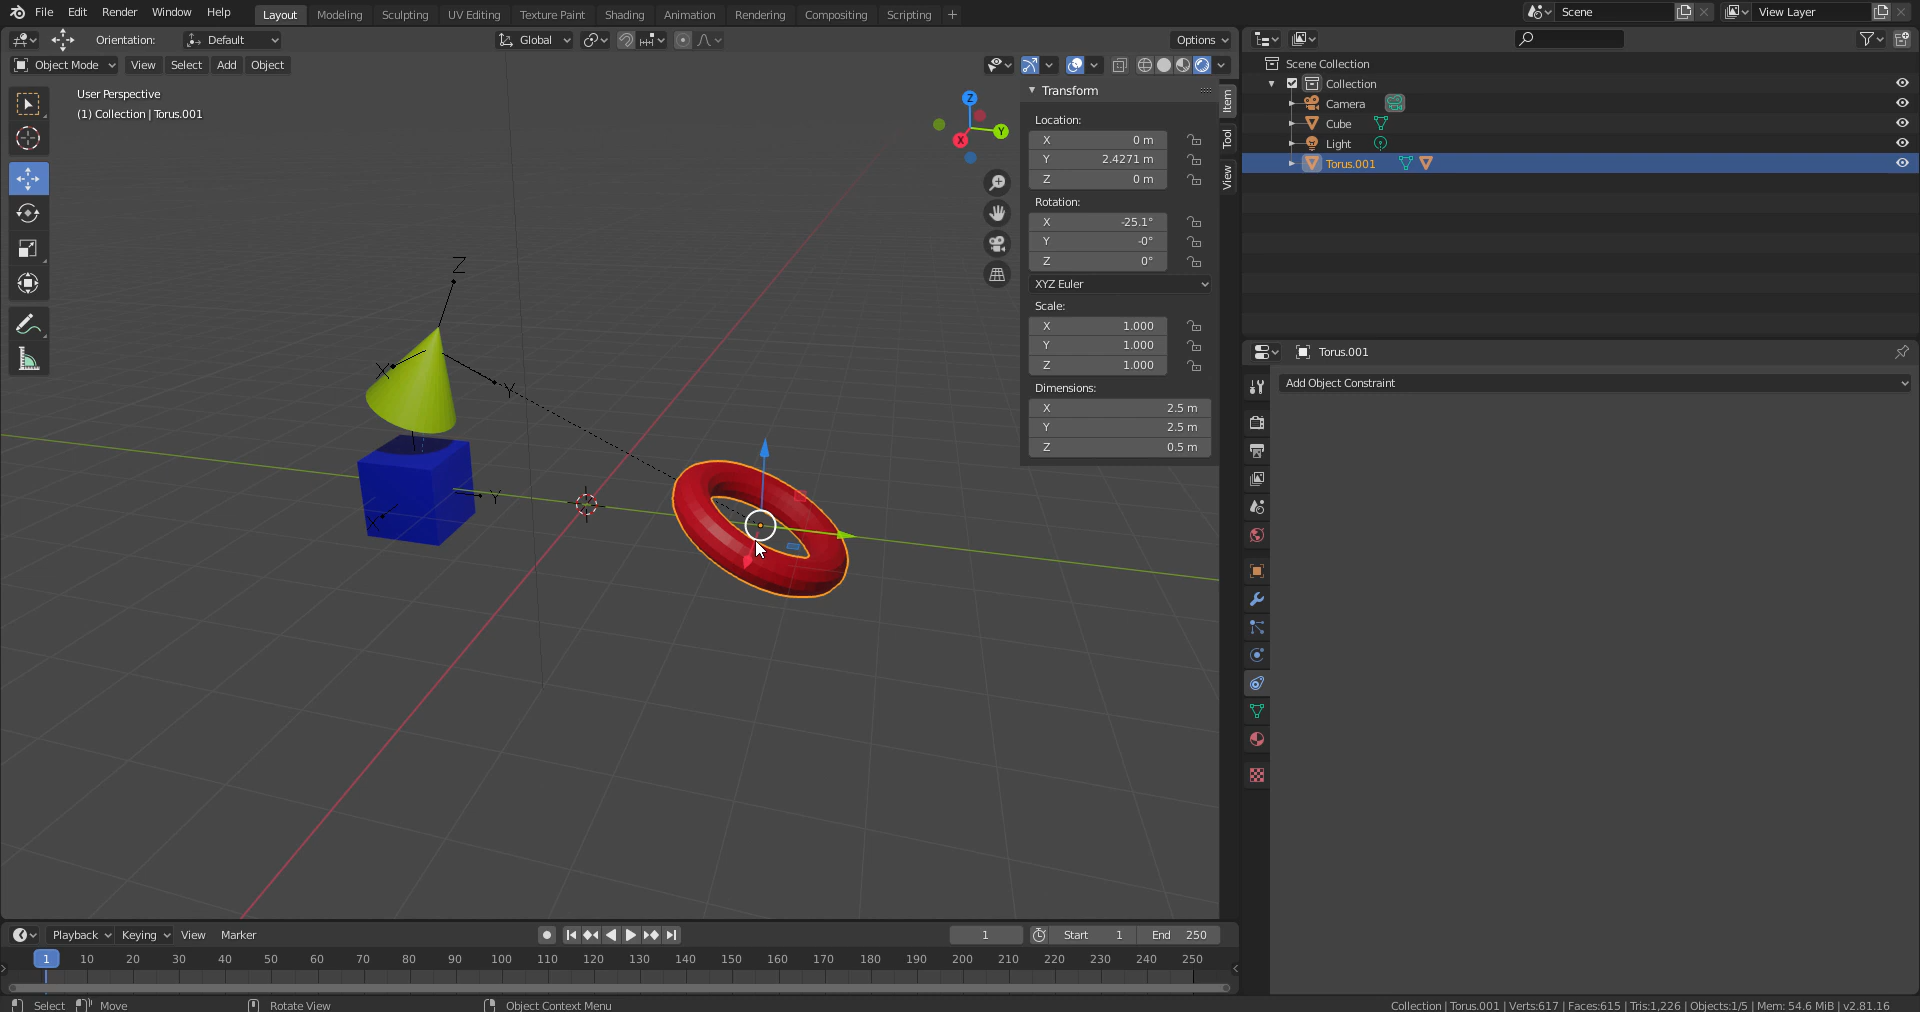 File Edit Render Window Help Layout Modeling Sculpting UV Editing Texture Paint Shading Animation Rendering Compositing Scripting + Scene View Layer
Orientation: Default Global Options
Object Mode View Select Add Object
User Perspective
(1) Collection | Torus.001
Z
Y
X
Z
X
Y
Y
X
Transform
Location:
X 0 m
Y 2.4271 m
Z 0 m
Rotation:
X -25.1°
Y -0°
Z 0°
XYZ Euler
Scale:
X 1.000
Y 1.000
Z 1.000
Dimensions:
X 2.5 m
Y 2.5 m
Z 0.5 m
Item
Tool
View
Scene Collection
Collection
Camera
Cube
Light
Torus.001
Torus.001
Add Object Constraint
Playback Keying View Marker 1 Start 1 End 250
1 10 20 30 40 50 60 70 80 90 100 110 120 130 140 150 160 170 180 190 200 210 220 230 240 250
Select Move Rotate View Object Context Menu Collection | Torus.001 | Verts:617 | Faces:615 | Tris:1,226 | Objects:1/5 | Mem: 54.6 MiB | v2.81.16